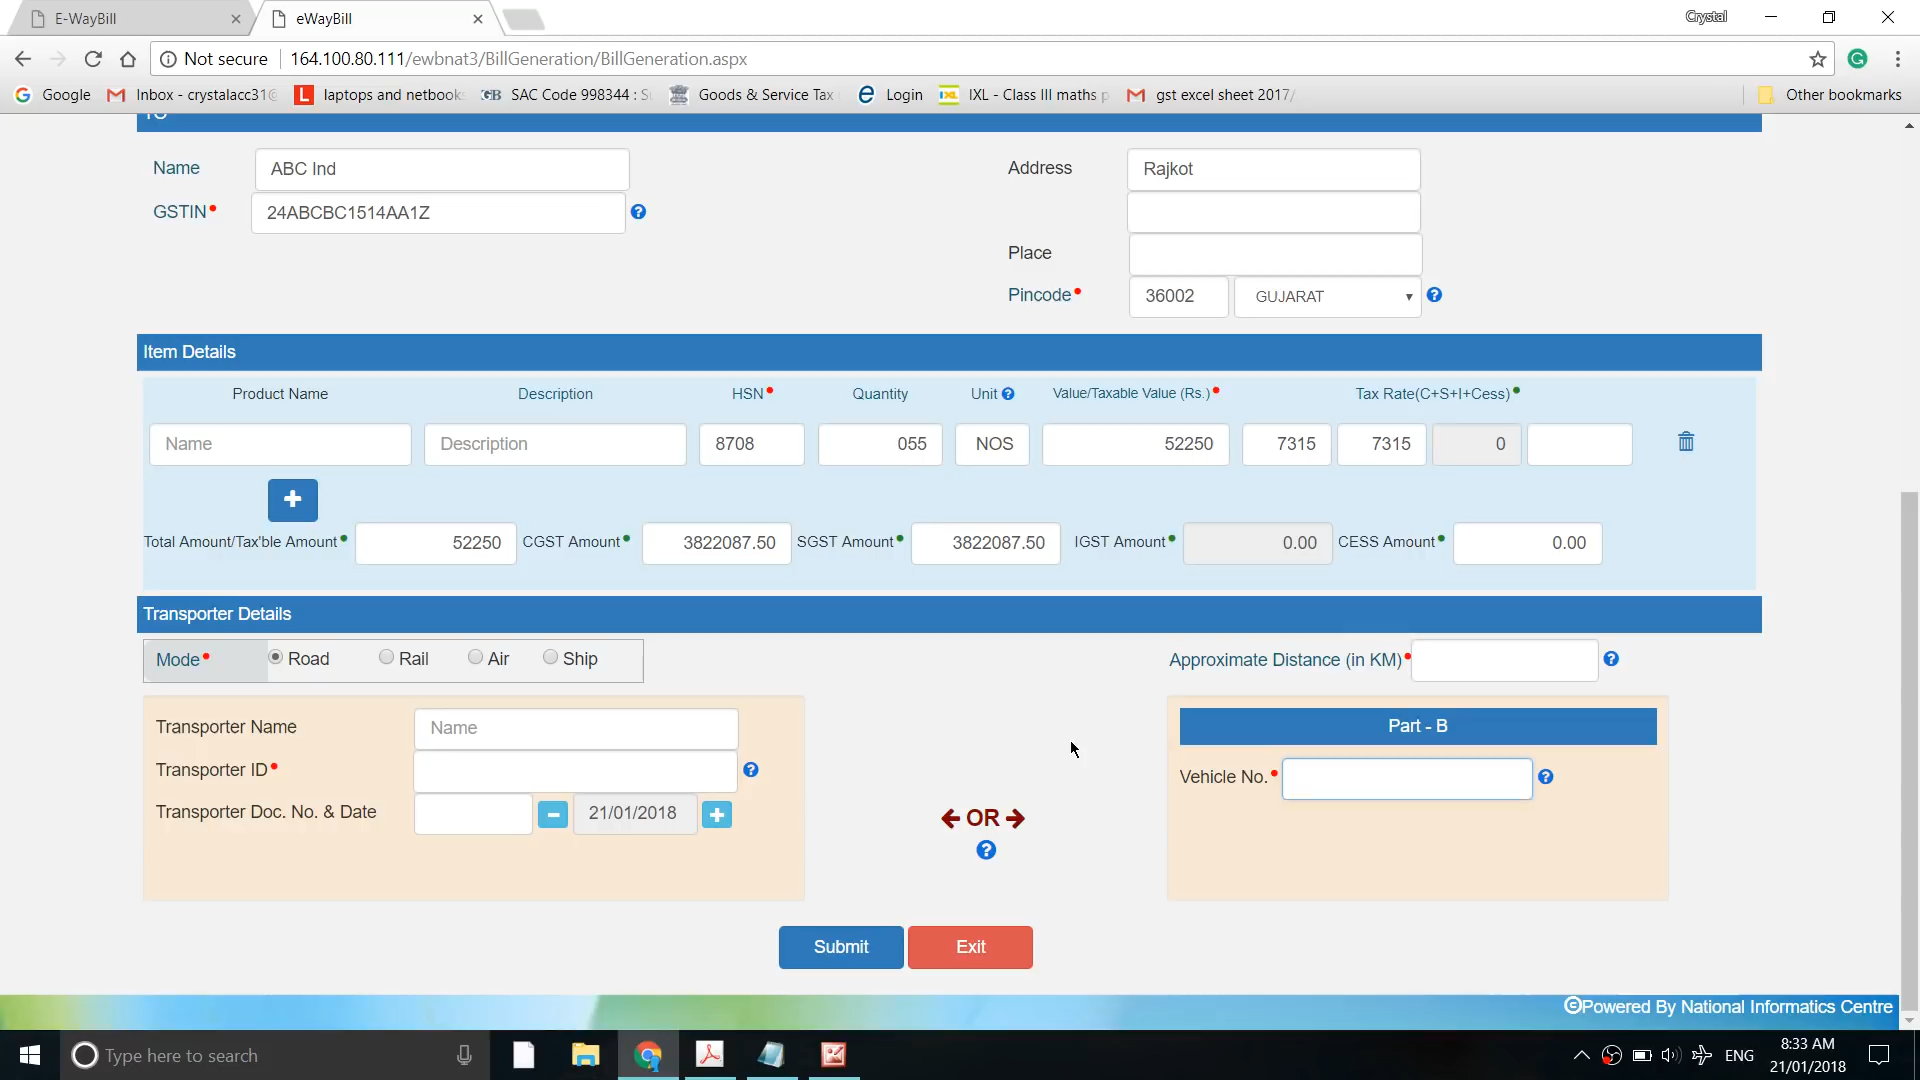 E-WayBill
eWayBill
Crystal
Not secure 164.100.80.111/ewbnat3/BillGeneration/BillGeneration.aspx
Google Inbox - crystalacc31@ laptops and netbooks SAC Code 998344 : S Goods & Service Tax Login IXL - Class III maths p gst excel sheet 2017/ Other bookmarks
TO
Name ABC Ind Address Rajkot
GSTIN 24ABCBC1514AA1Z
Place
Pincode 36002 GUJARAT
Item Details
Product Name Description HSN Quantity Unit Value/Taxable Value (Rs.) Tax Rate(C+S+I+Cess)
Name Description 8708 055 NOS 52250 7315 7315 0
Total Amount/Tax'ble Amount 52250 CGST Amount 3822087.50 SGST Amount 3822087.50 IGST Amount 0.00 CESS Amount 0.00
Transporter Details
Mode Road Rail Air Ship Approximate Distance (in KM)
Transporter Name Name
Part - B
Transporter ID
Vehicle No.
Transporter Doc. No. & Date 21/01/2018
OR
Submit Exit
Powered By National Informatics Centre
Type here to search
ENG
8:33 AM
21/01/2018